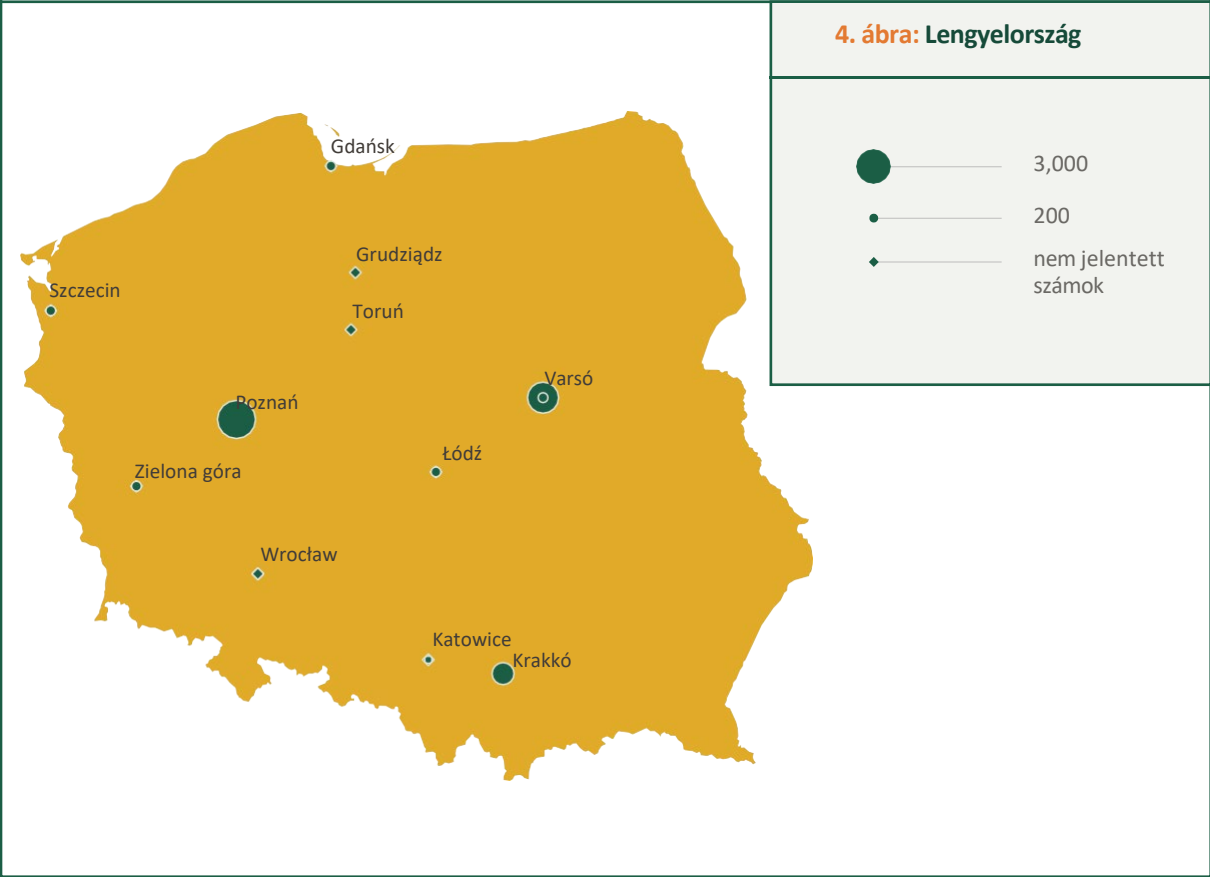 4. ábra: Lengyelország
3,000
200
nem jelentett
számok
Gdańsk
Grudziądz
Szczecin
Toruń
Varsó
Poznań
Łódź
Zielona góra
Wrocław
Katowice
Krakkó